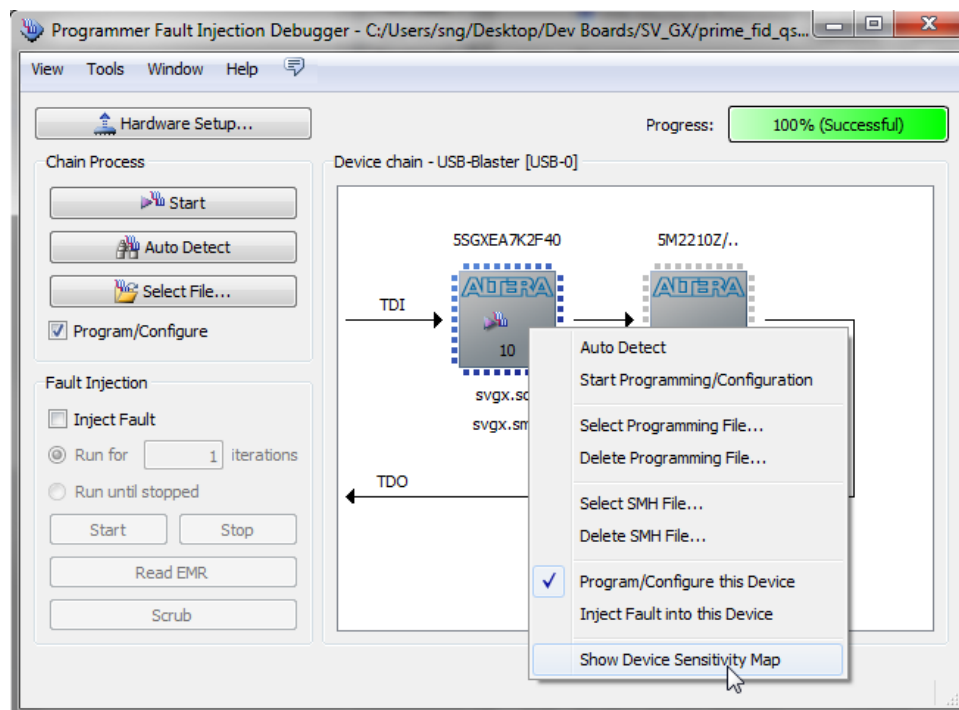 Programmer Fault Injection Debugger - C:/Users/sng/Desktop/Dev Boards/SV_GX/prime_fid_qs...
View Tools Window Help
Hardware Setup...
Progress: 100% (Successful)
Chain Process
Start
Auto Detect
Select File...
Program/Configure
Fault Injection
Inject Fault
Run for 1 iterations
Run until stopped
Start Stop
Read EMR
Scrub
Device chain - USB-Blaster [USB-0]
5SGXEA7K2F40 5M2210Z/..
ALTERA ALTERA
TDI
10
svgx.so
svgx.sm
TDO
Auto Detect
Start Programming/Configuration
Select Programming File...
Delete Programming File...
Select SMH File...
Delete SMH File...
Program/Configure this Device
Inject Fault into this Device
Show Device Sensitivity Map